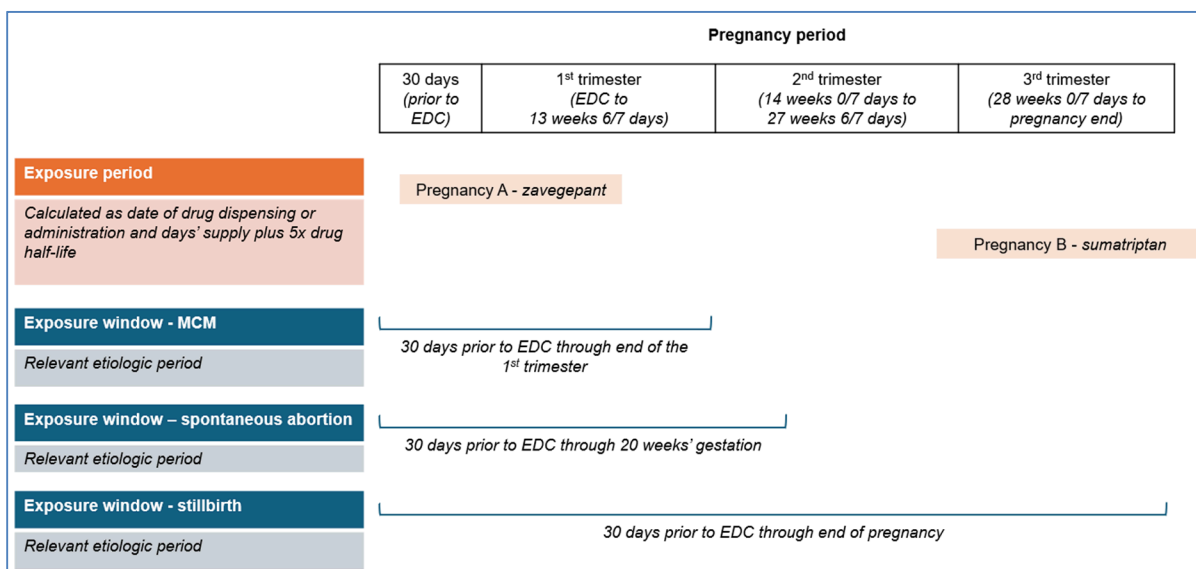 Pregnancy period
30 days
(prior to
EDC)
1st trimester
(EDC to
13 weeks 6/7 days)
2nd trimester
(14 weeks 0/7 days to
27 weeks 6/7 days)
3rd trimester
(28 weeks 0/7 days to
pregnancy end)
Exposure period
Calculated as date of drug dispensing or
administration and days' supply plus 5x drug
half-life
Pregnancy A - zavegepant
Pregnancy B - sumatriptan
Exposure window - MCM
Relevant etiologic period
30 days prior to EDC through end of the
1st trimester
Exposure window – spontaneous abortion
Relevant etiologic period
30 days prior to EDC through 20 weeks' gestation
Exposure window - stillbirth
Relevant etiologic period
30 days prior to EDC through end of pregnancy